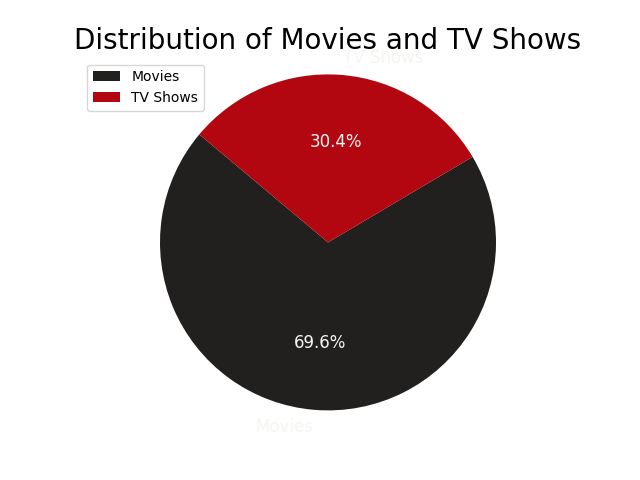 Distribution of Movies and TV Shows
TV Shows
Movies
TV Shows
30.4%
69.6%
Movies